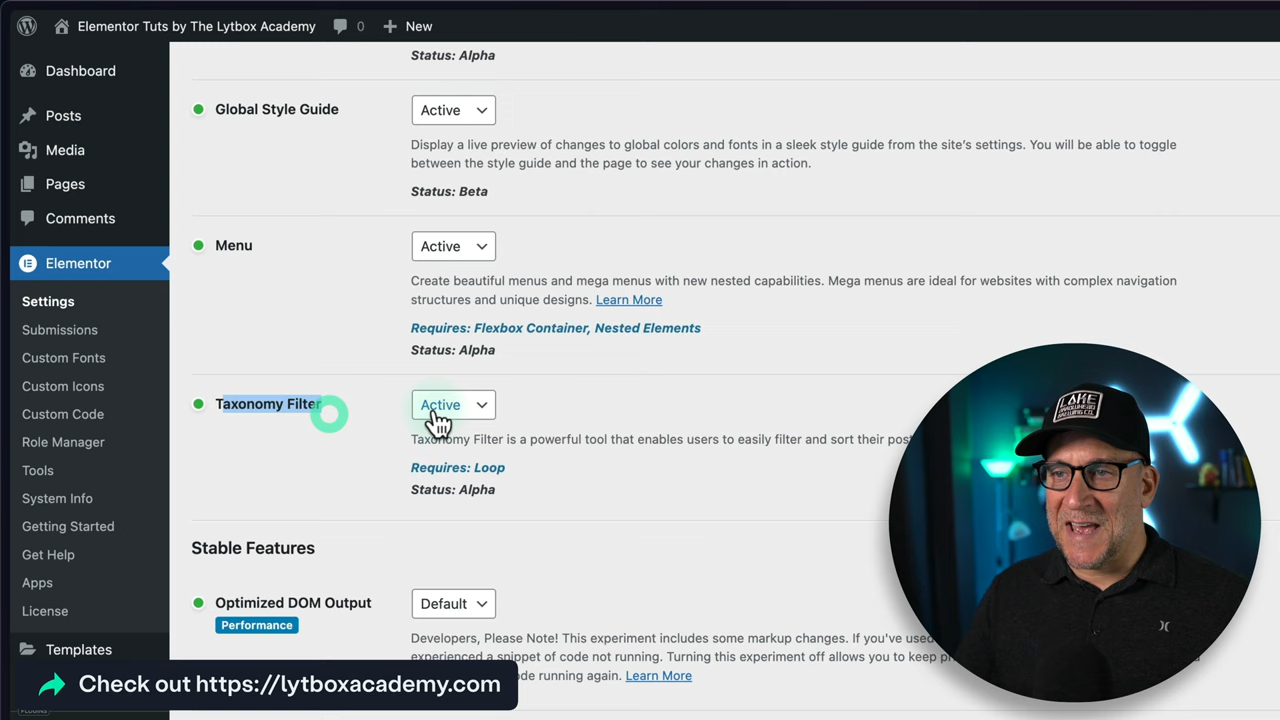 Elementor Tuts by The Lytbox Academy
0
New
Dashboard
Posts
Media
Pages
Comments
Elementor
Settings
Submissions
Custom Fonts
Custom Icons
Custom Code
Role Manager
Tools
System Info
Getting Started
Get Help
Apps
License
Templates
Status: Alpha
Global Style Guide
Active
Display a live preview of changes to global colors and fonts in a sleek style guide from the site's settings. You will be able to toggle
between the style guide and the page to see your changes in action.
Status: Beta
Menu
Active
Create beautiful menus and mega menus with new nested capabilities. Mega menus are ideal for websites with complex navigation
structures and unique designs. Learn More
Requires: Flexbox Container, Nested Elements
Status: Alpha
Taxonomy Filter
Active
Taxonomy Filter is a powerful tool that enables users to easily filter and sort their
Requires: Loop
Status: Alpha
Stable Features
Optimized DOM Output
Performance
Default
Developers, Please Note! This experiment includes some markup changes. If you've used
experienced a snippet of code not running. Turning this experiment off allows you to keep
code running again. Learn More
Check out https://lytboxacademy.com
LAKE
ARROWHEAD
BREWING CO.